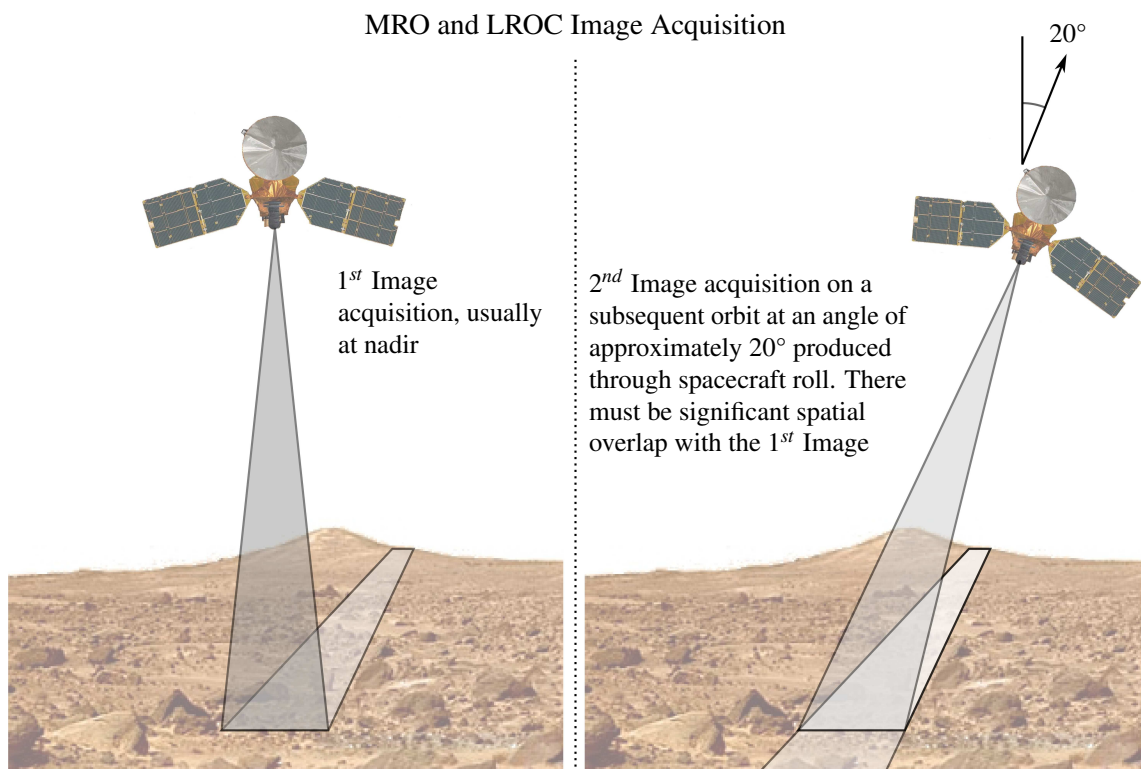 MRO and LROC Image Acquisition
20°
1st Image
acquisition, usually
at nadir
2nd Image acquisition on a
subsequent orbit at an angle of
approximately 20° produced
through spacecraft roll. There
must be significant spatial
overlap with the 1st Image